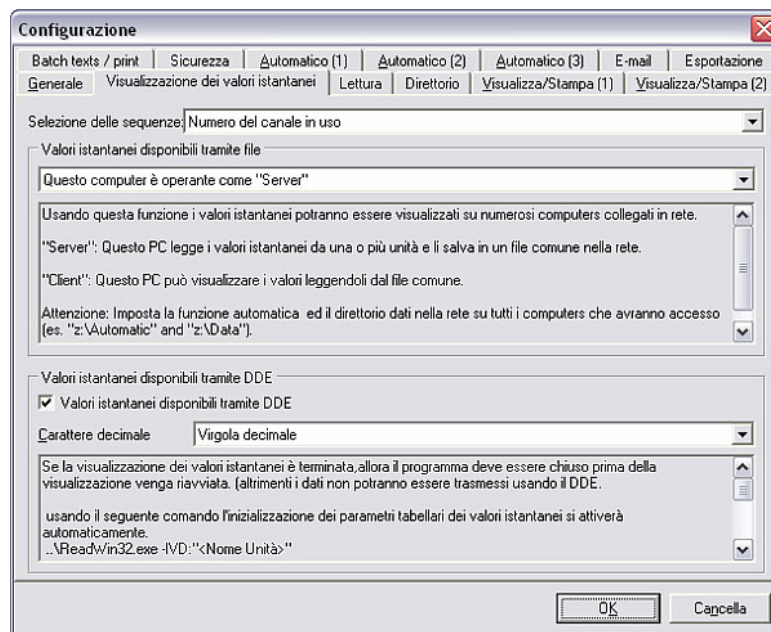 Configurazione
Batch texts / print Sicurezza Automatico (1) Automatico (2) Automatico (3) E-mail Esportazione
Generale Visualizzazione dei valori istantanei Lettura Direttorio Visualizza/Stampa (1) Visualizza/Stampa (2)
Selezione delle sequenze: Numero del canale in uso
Valori istantanei disponibili tramite file
Questo computer è operante come "Server"
Usando questa funzione i valori istantanei potranno essere visualizzati su numerosi computers collegati in rete.
"Server": Questo PC legge i valori istantanei da una o più unità e li salva in un file comune nella rete.
"Client": Questo PC può visualizzare i valori leggendoli dal file comune.
Attenzione: Imposta la funzione automatica ed il direttorio dati nella rete su tutti i computers che avranno accesso
(es. "z:\Automatic" and "z:\Data").
Valori istantanei disponibili tramite DDE
Valori istantanei disponibili tramite DDE
Carattere decimale Virgola decimale
Se la visualizzazione dei valori istantanei è terminata,allora il programma deve essere chiuso prima della
visualizzazione venga riavviata. (altrimenti i dati non potranno essere trasmessi usando il DDE.
usando il seguente comando l'inizializzazione dei parametri tabellari dei valori istantanei si attiverà
automaticamente.
..\ReadWin32.exe -IVD:"<Nome Unità>"
OK Cancella